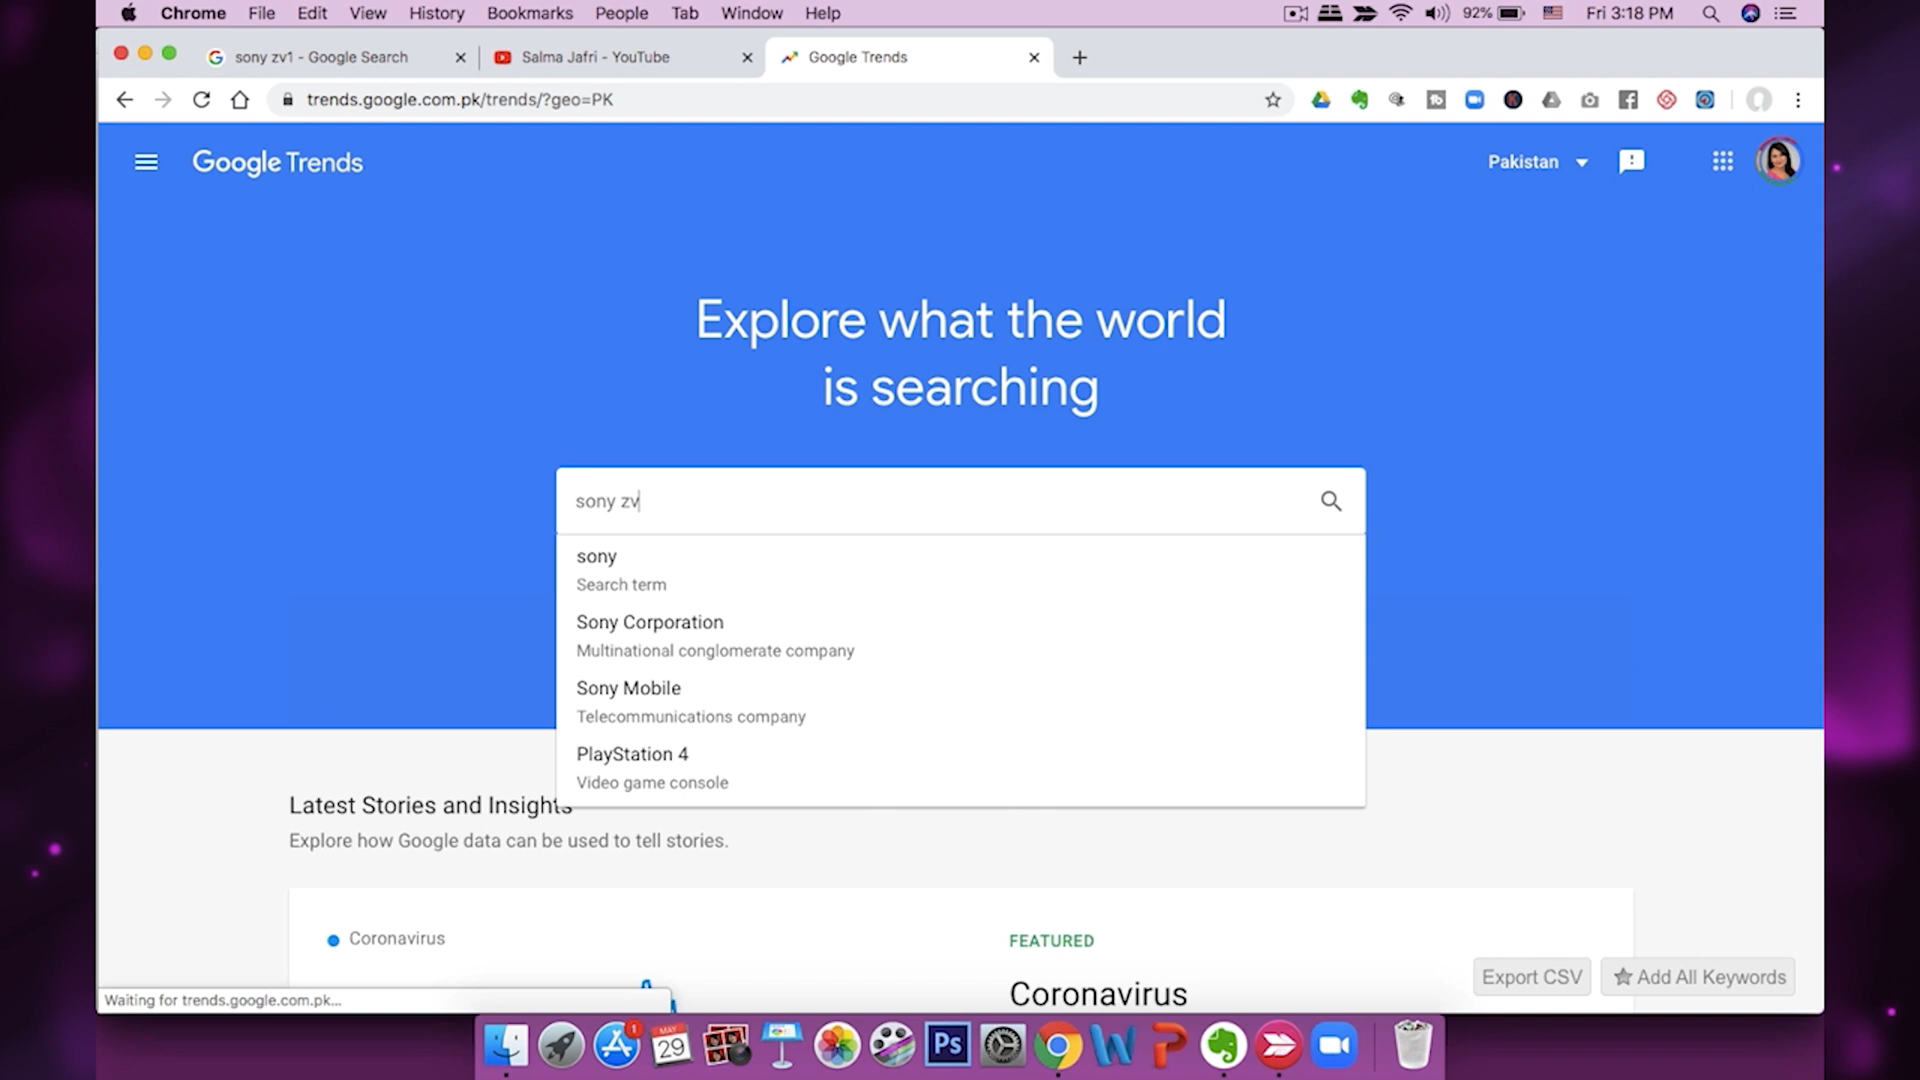 Chrome File Edit View History Bookmarks People Tab Window Help 92% Fri 3:18 PM
sony zv1 - Google Search
Salma Jafri - YouTube
Google Trends
trends.google.com.pk/trends/?geo=PK
Google Trends
Pakistan
Explore what the world
is searching
sony zv
sony
Search term
Sony Corporation
Multinational conglomerate company
Sony Mobile
Telecommunications company
PlayStation 4
Video game console
Latest Stories and Insights
Explore how Google data can be used to tell stories.
Coronavirus
FEATURED
Coronavirus
Export CSV
Add All Keywords
Waiting for trends.google.com.pk...
1
MAY
29
Ps